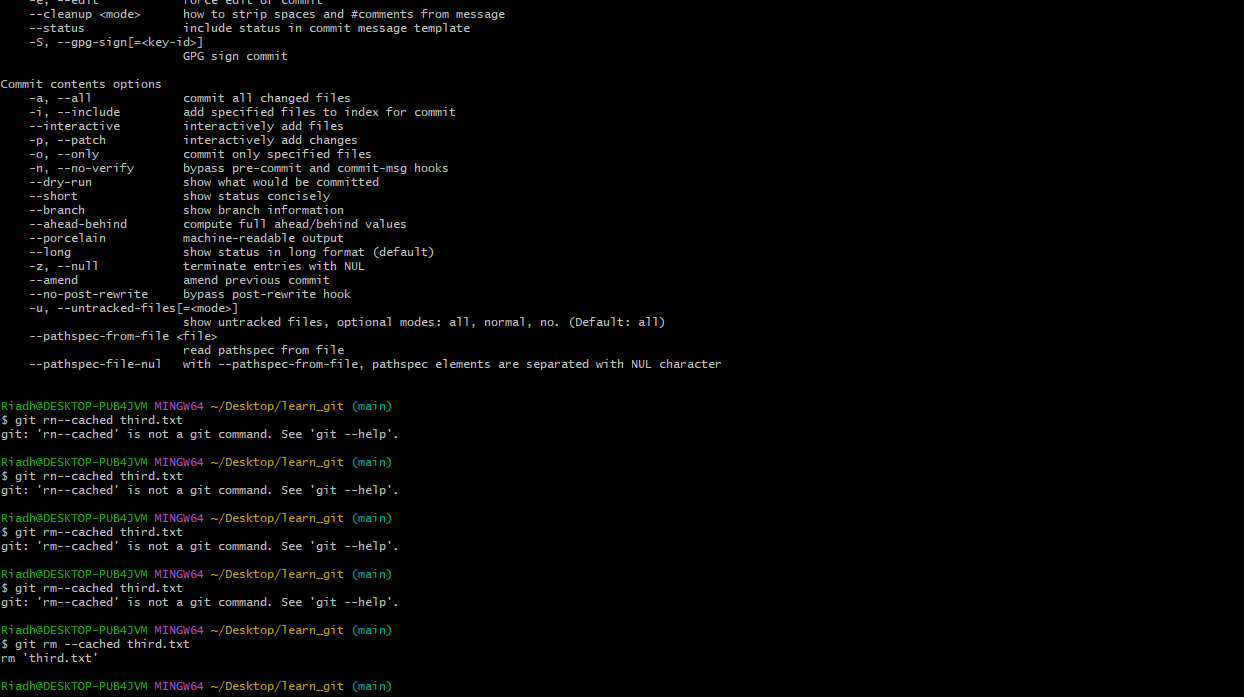 -e, --edit            force edit of commit
    --cleanup <mode>      how to strip spaces and #comments from message
    --status              include status in commit message template
    -S, --gpg-sign[=<key-id>]
                          GPG sign commit

Commit contents options
    -a, --all             commit all changed files
    -i, --include         add specified files to index for commit
    --interactive         interactively add files
    -p, --patch           interactively add changes
    -o, --only            commit only specified files
    -n, --no-verify       bypass pre-commit and commit-msg hooks
    --dry-run             show what would be committed
    --short               show status concisely
    --branch              show branch information
    --ahead-behind        compute full ahead/behind values
    --porcelain           machine-readable output
    --long                show status in long format (default)
    -z, --null            terminate entries with NUL
    --amend               amend previous commit
    --no-post-rewrite     bypass post-rewrite hook
    -u, --untracked-files[=<mode>]
                          show untracked files, optional modes: all, normal, no. (Default: all)
    --pathspec-from-file <file>
                          read pathspec from file
    --pathspec-file-nul   with --pathspec-from-file, pathspec elements are separated with NUL character

Riadh@DESKTOP-PUB4JVM MINGW64 ~/Desktop/learn_git (main)
$ git rn--cached third.txt
git: 'rn--cached' is not a git command. See 'git --help'.

Riadh@DESKTOP-PUB4JVM MINGW64 ~/Desktop/learn_git (main)
$ git rn--cached third.txt
git: 'rn--cached' is not a git command. See 'git --help'.

Riadh@DESKTOP-PUB4JVM MINGW64 ~/Desktop/learn_git (main)
$ git rm--cached third.txt
git: 'rm--cached' is not a git command. See 'git --help'.

Riadh@DESKTOP-PUB4JVM MINGW64 ~/Desktop/learn_git (main)
$ git rm--cached third.txt
git: 'rm--cached' is not a git command. See 'git --help'.

Riadh@DESKTOP-PUB4JVM MINGW64 ~/Desktop/learn_git (main)
$ git rm --cached third.txt
rm 'third.txt'

Riadh@DESKTOP-PUB4JVM MINGW64 ~/Desktop/learn_git (main)